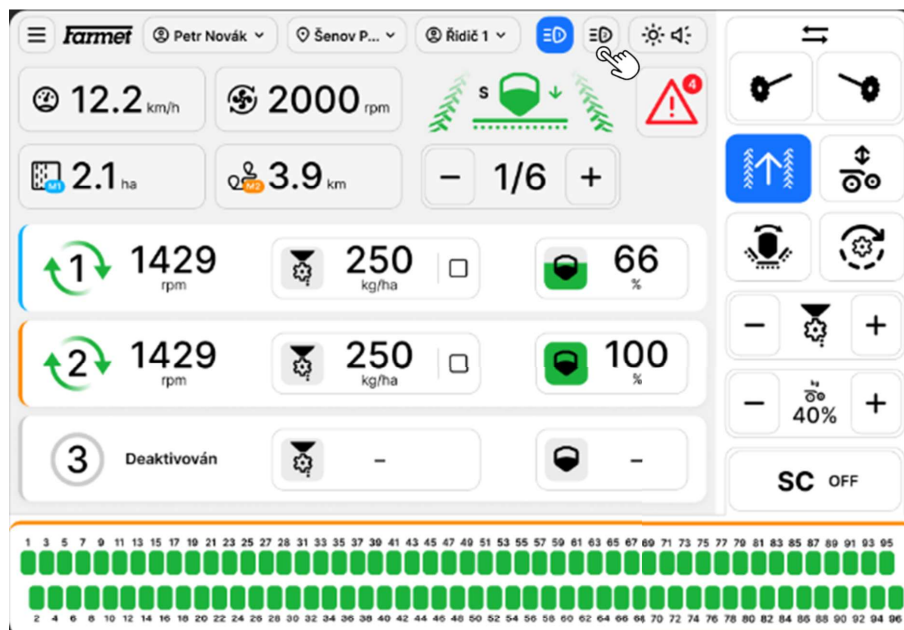 Farmet Petr Novák Šenov P... Řidič 1
12.2 km/h 2000 rpm S 4
M1 2.1 ha M2 3.9 km − 1/6 +
1 1429 rpm 250 kg/ha 66 %
2 1429 rpm 250 kg/ha 100 %
3 Deaktivován – –
− +
− kg 40% +
SC OFF
1 3 5 7 9 11 13 15 17 19 21 23 25 27 28 31 33 35 37 39 41 43 45 47 49 51 53 55 57 59 61 63 65 67 69 71 73 75 77 79 81 83 85 87 89 91 93 95
2 4 6 8 10 12 14 16 18 20 22 24 26 28 30 32 34 36 38 40 42 44 46 48 50 52 54 56 58 60 62 64 66 68 70 72 74 76 78 80 82 84 86 88 90 92 94 96